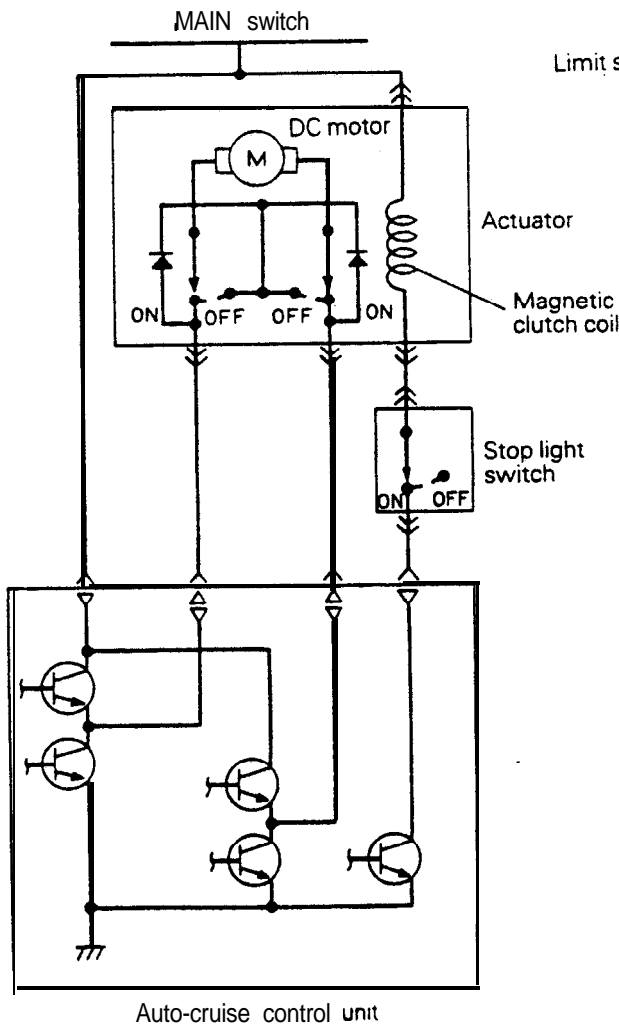 MAIN switch
Limit s
DC motor
M
Actuator
ON OFF OFF ON
Magnetic
clutch coil
Stop light
switch
ON OFF
Auto-cruise control unit